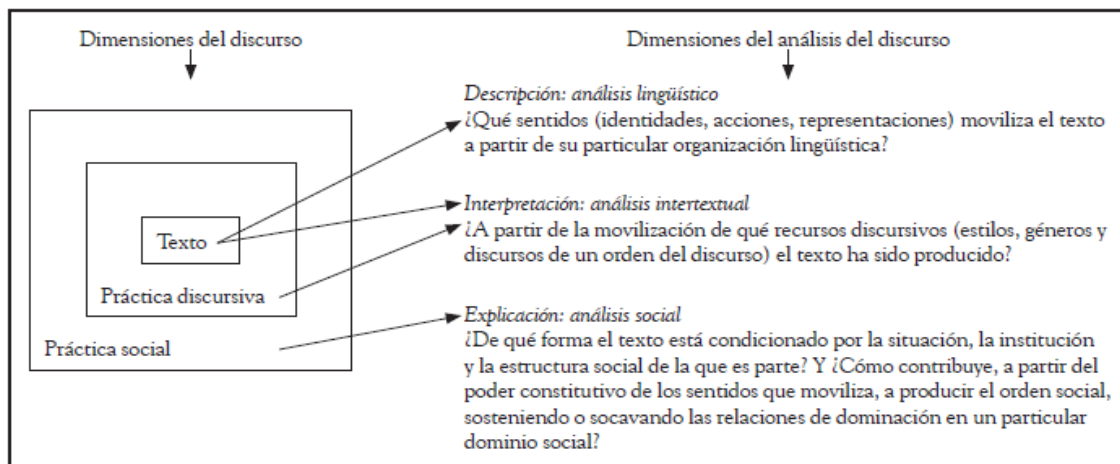 Dimensiones del discurso
Dimensiones del análisis del discurso
Descripción: análisis lingüístico
¿Qué sentidos (identidades, acciones, representaciones) moviliza el texto
a partir de su particular organización lingüística?
Interpretación: análisis intertextual
¿A partir de la movilización de qué recursos discursivos (estilos, géneros y
discursos de un orden del discurso) el texto ha sido producido?
Explicación: análisis social
¿De qué forma el texto está condicionado por la situación, la institución
y la estructura social de la que es parte? Y ¿Cómo contribuye, a partir del
poder constitutivo de los sentidos que moviliza, a producir el orden social,
sosteniendo o socavando las relaciones de dominación en un particular
dominio social?
Texto
Práctica discursiva
Práctica social